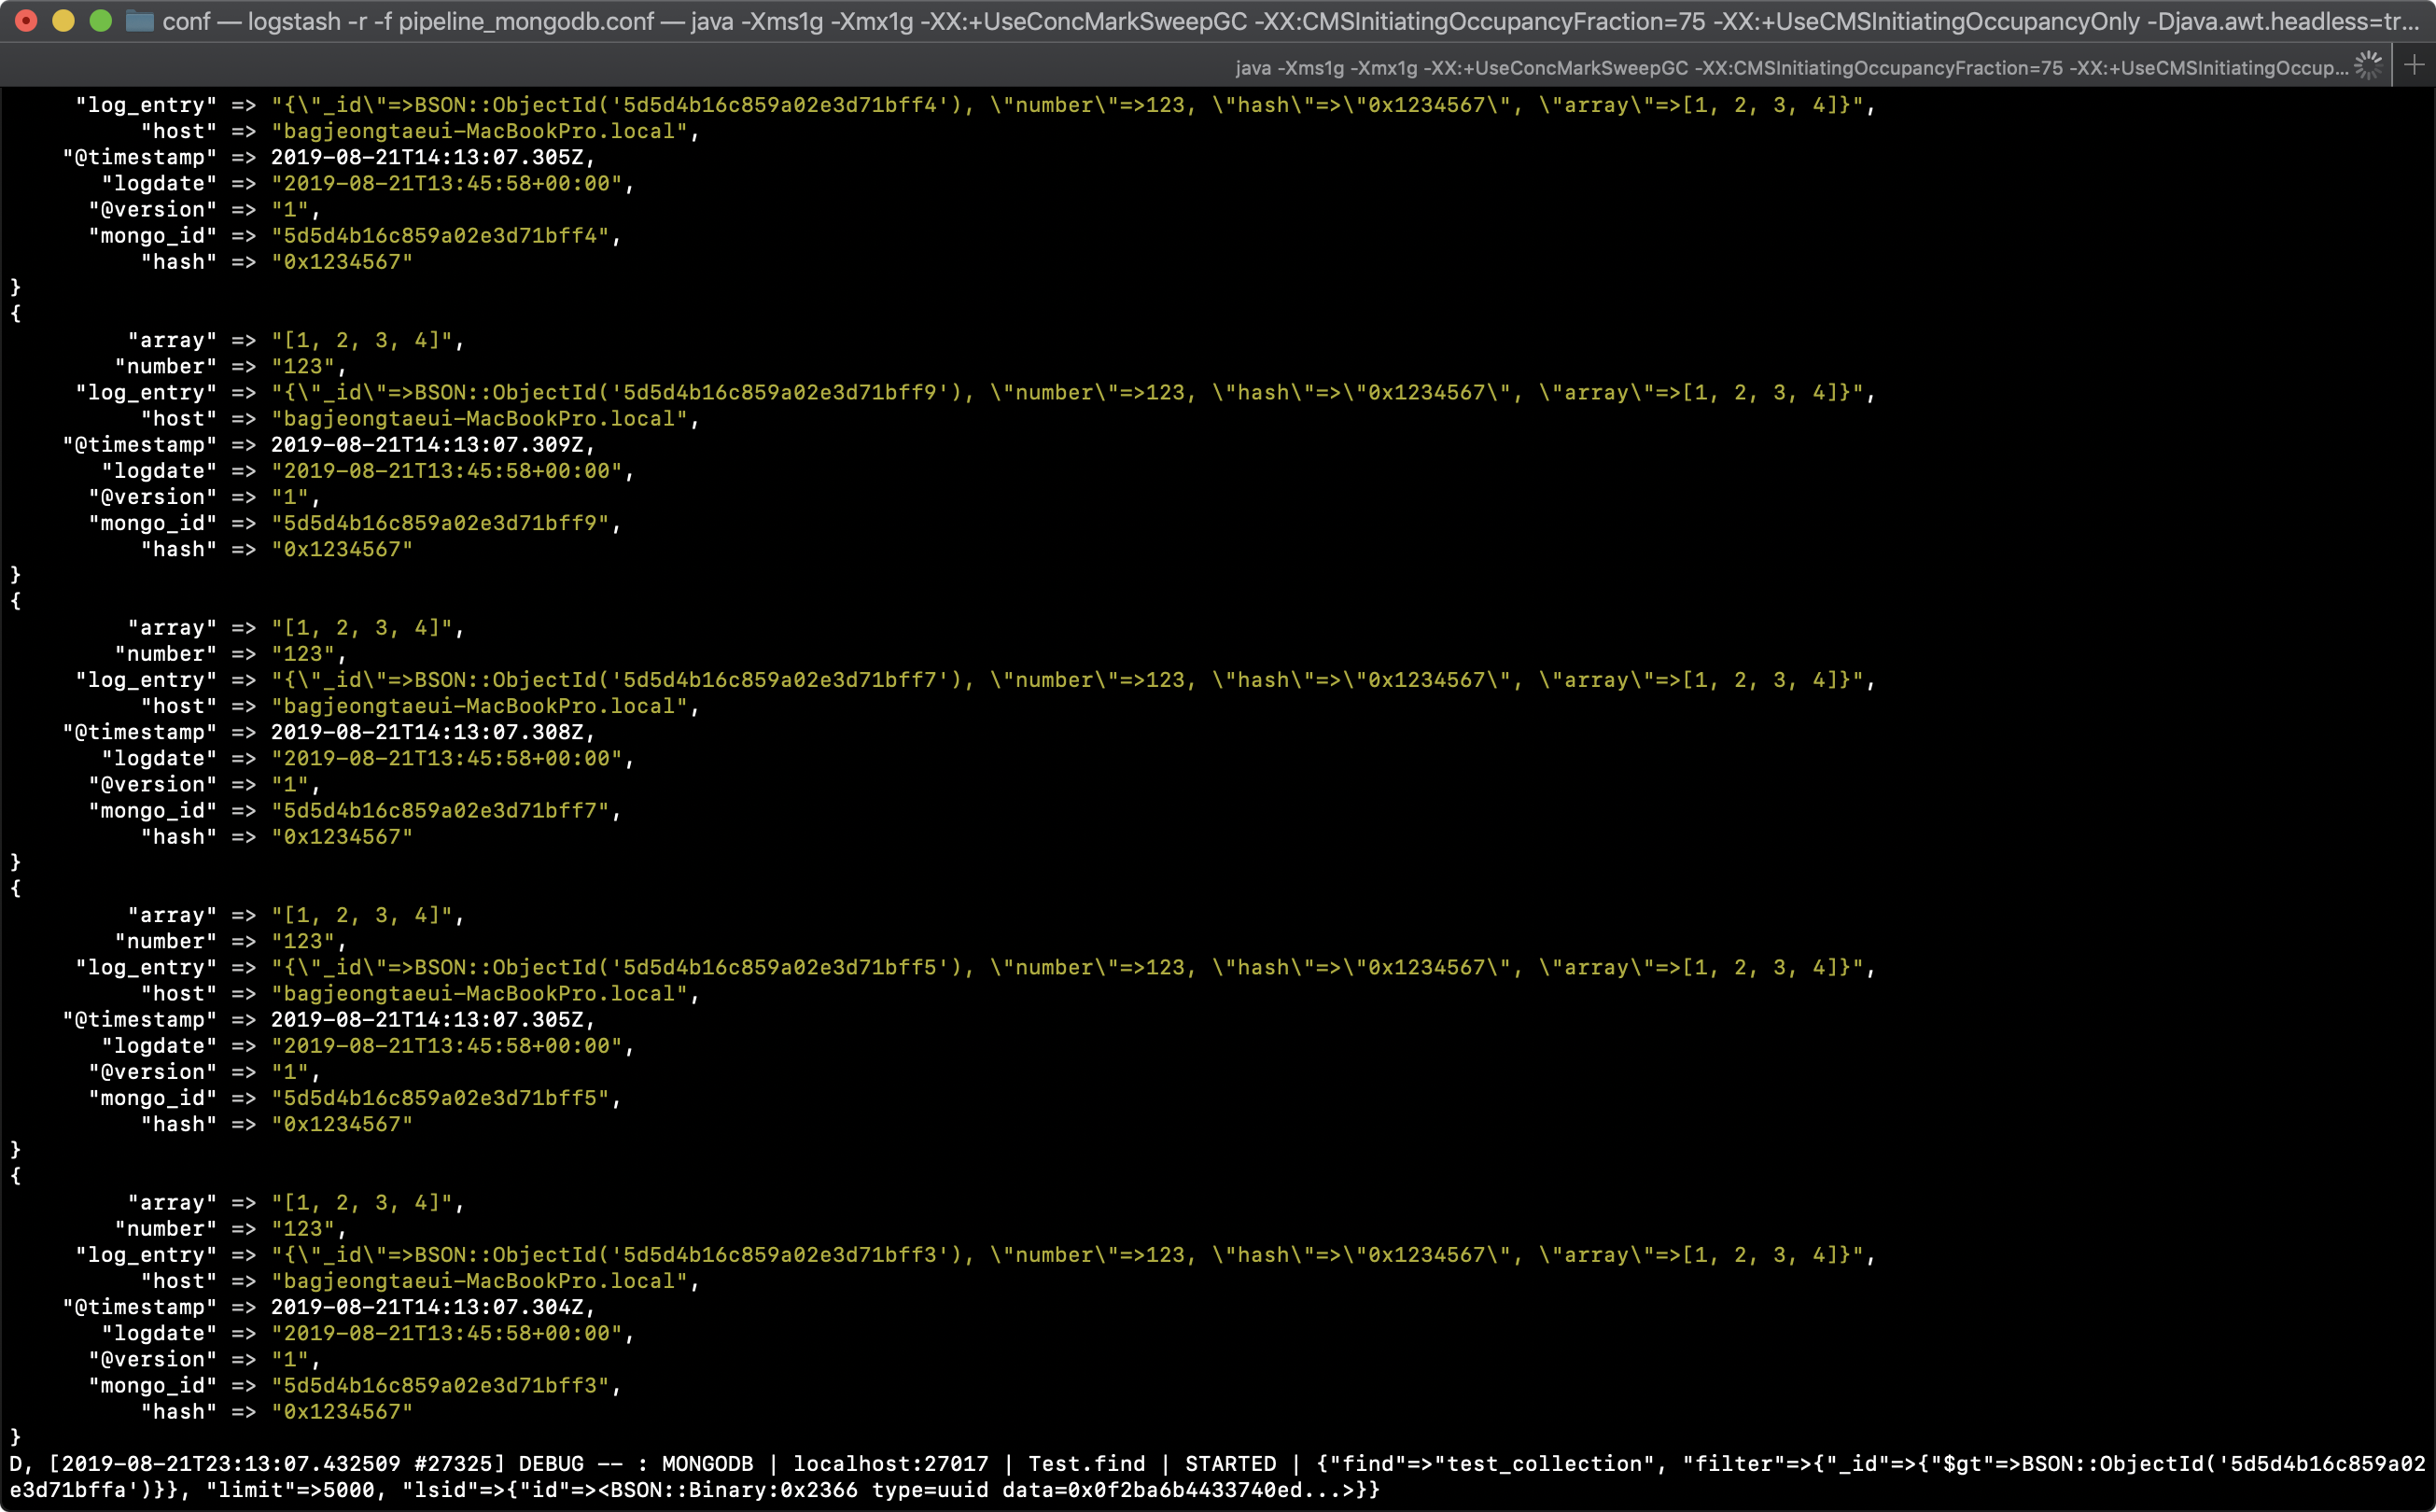 conf — logstash -r -f pipeline_mongodb.conf — java -Xms1g -Xmx1g -XX:+UseConcMarkSweepGC -XX:CMSInitiatingOccupancyFraction=75 -XX:+UseCMSInitiatingOccupancyOnly -Djava.awt.headless=tr...
java -Xms1g -Xmx1g -XX:+UseConcMarkSweepGC -XX:CMSInitiatingOccupancyFraction=75 -XX:+UseCMSInitiatingOccup... +
"log_entry" => "{\"_id\"=>BSON::ObjectId('5d5d4b16c859a02e3d71bff4'), \"number\"=>123, \"hash\"=>\"0x1234567\", \"array\"=>[1, 2, 3, 4]}",
"host" => "bagjeongtaeui-MacBookPro.local",
"@timestamp" => 2019-08-21T14:13:07.305Z,
"logdate" => "2019-08-21T13:45:58+00:00",
"@version" => "1",
"mongo_id" => "5d5d4b16c859a02e3d71bff4",
"hash" => "0x1234567"
}
{
"array" => "[1, 2, 3, 4]",
"number" => "123",
"log_entry" => "{\"_id\"=>BSON::ObjectId('5d5d4b16c859a02e3d71bff9'), \"number\"=>123, \"hash\"=>\"0x1234567\", \"array\"=>[1, 2, 3, 4]}",
"host" => "bagjeongtaeui-MacBookPro.local",
"@timestamp" => 2019-08-21T14:13:07.309Z,
"logdate" => "2019-08-21T13:45:58+00:00",
"@version" => "1",
"mongo_id" => "5d5d4b16c859a02e3d71bff9",
"hash" => "0x1234567"
}
{
"array" => "[1, 2, 3, 4]",
"number" => "123",
"log_entry" => "{\"_id\"=>BSON::ObjectId('5d5d4b16c859a02e3d71bff7'), \"number\"=>123, \"hash\"=>\"0x1234567\", \"array\"=>[1, 2, 3, 4]}",
"host" => "bagjeongtaeui-MacBookPro.local",
"@timestamp" => 2019-08-21T14:13:07.308Z,
"logdate" => "2019-08-21T13:45:58+00:00",
"@version" => "1",
"mongo_id" => "5d5d4b16c859a02e3d71bff7",
"hash" => "0x1234567"
}
{
"array" => "[1, 2, 3, 4]",
"number" => "123",
"log_entry" => "{\"_id\"=>BSON::ObjectId('5d5d4b16c859a02e3d71bff5'), \"number\"=>123, \"hash\"=>\"0x1234567\", \"array\"=>[1, 2, 3, 4]}",
"host" => "bagjeongtaeui-MacBookPro.local",
"@timestamp" => 2019-08-21T14:13:07.305Z,
"logdate" => "2019-08-21T13:45:58+00:00",
"@version" => "1",
"mongo_id" => "5d5d4b16c859a02e3d71bff5",
"hash" => "0x1234567"
}
{
"array" => "[1, 2, 3, 4]",
"number" => "123",
"log_entry" => "{\"_id\"=>BSON::ObjectId('5d5d4b16c859a02e3d71bff3'), \"number\"=>123, \"hash\"=>\"0x1234567\", \"array\"=>[1, 2, 3, 4]}",
"host" => "bagjeongtaeui-MacBookPro.local",
"@timestamp" => 2019-08-21T14:13:07.304Z,
"logdate" => "2019-08-21T13:45:58+00:00",
"@version" => "1",
"mongo_id" => "5d5d4b16c859a02e3d71bff3",
"hash" => "0x1234567"
}
D, [2019-08-21T23:13:07.432509 #27325] DEBUG -- : MONGODB | localhost:27017 | Test.find | STARTED | {"find"=>"test_collection", "filter"=>{"_id"=>{"$gt"=>BSON::ObjectId('5d5d4b16c859a02
e3d71bffa')}}, "limit"=>5000, "lsid"=>{"id"=><BSON::Binary:0x2366 type=uuid data=0x0f2ba6b4433740ed...>}}